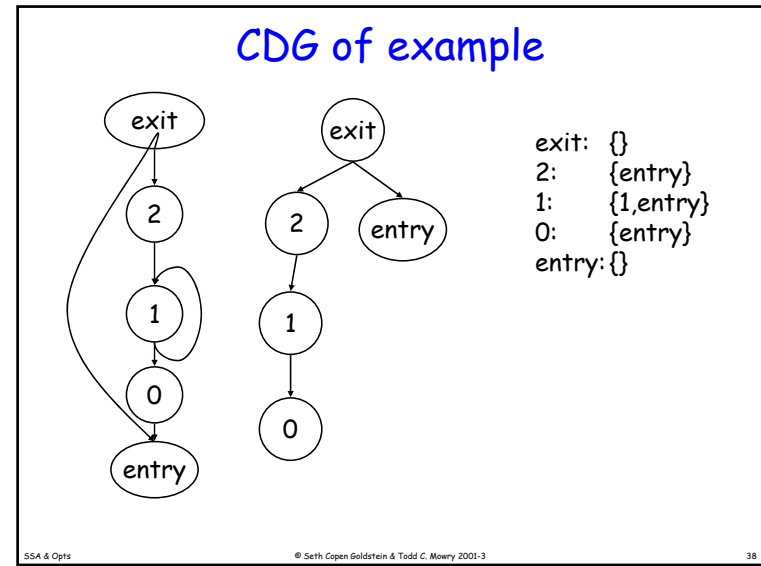 CDG of example
exit
2
1
0
entry
exit
2
entry
1
0
exit: {}
2: {entry}
1: {1,entry}
0: {entry}
entry: {}
SSA & Opts
© Seth Copen Goldstein & Todd C. Mowry 2001-3
38